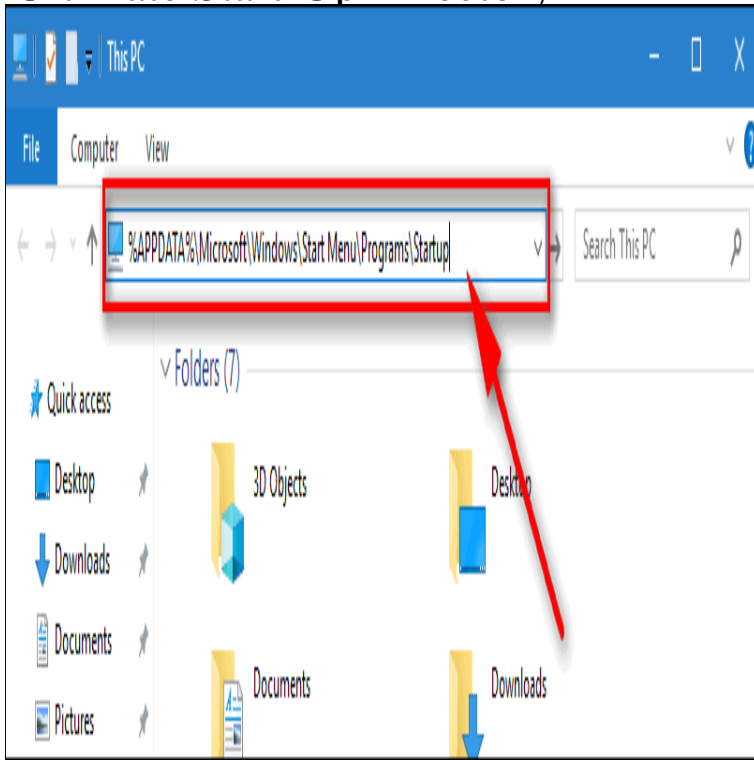 This PC
File Computer View
%APPDATA%\Microsoft\Windows\Start Menu\Programs\Startup
Search This PC
Folders (7)
Quick access
3D Objects
Desktop
Desktop
Downloads
Documents
Documents
Downloads
Pictures